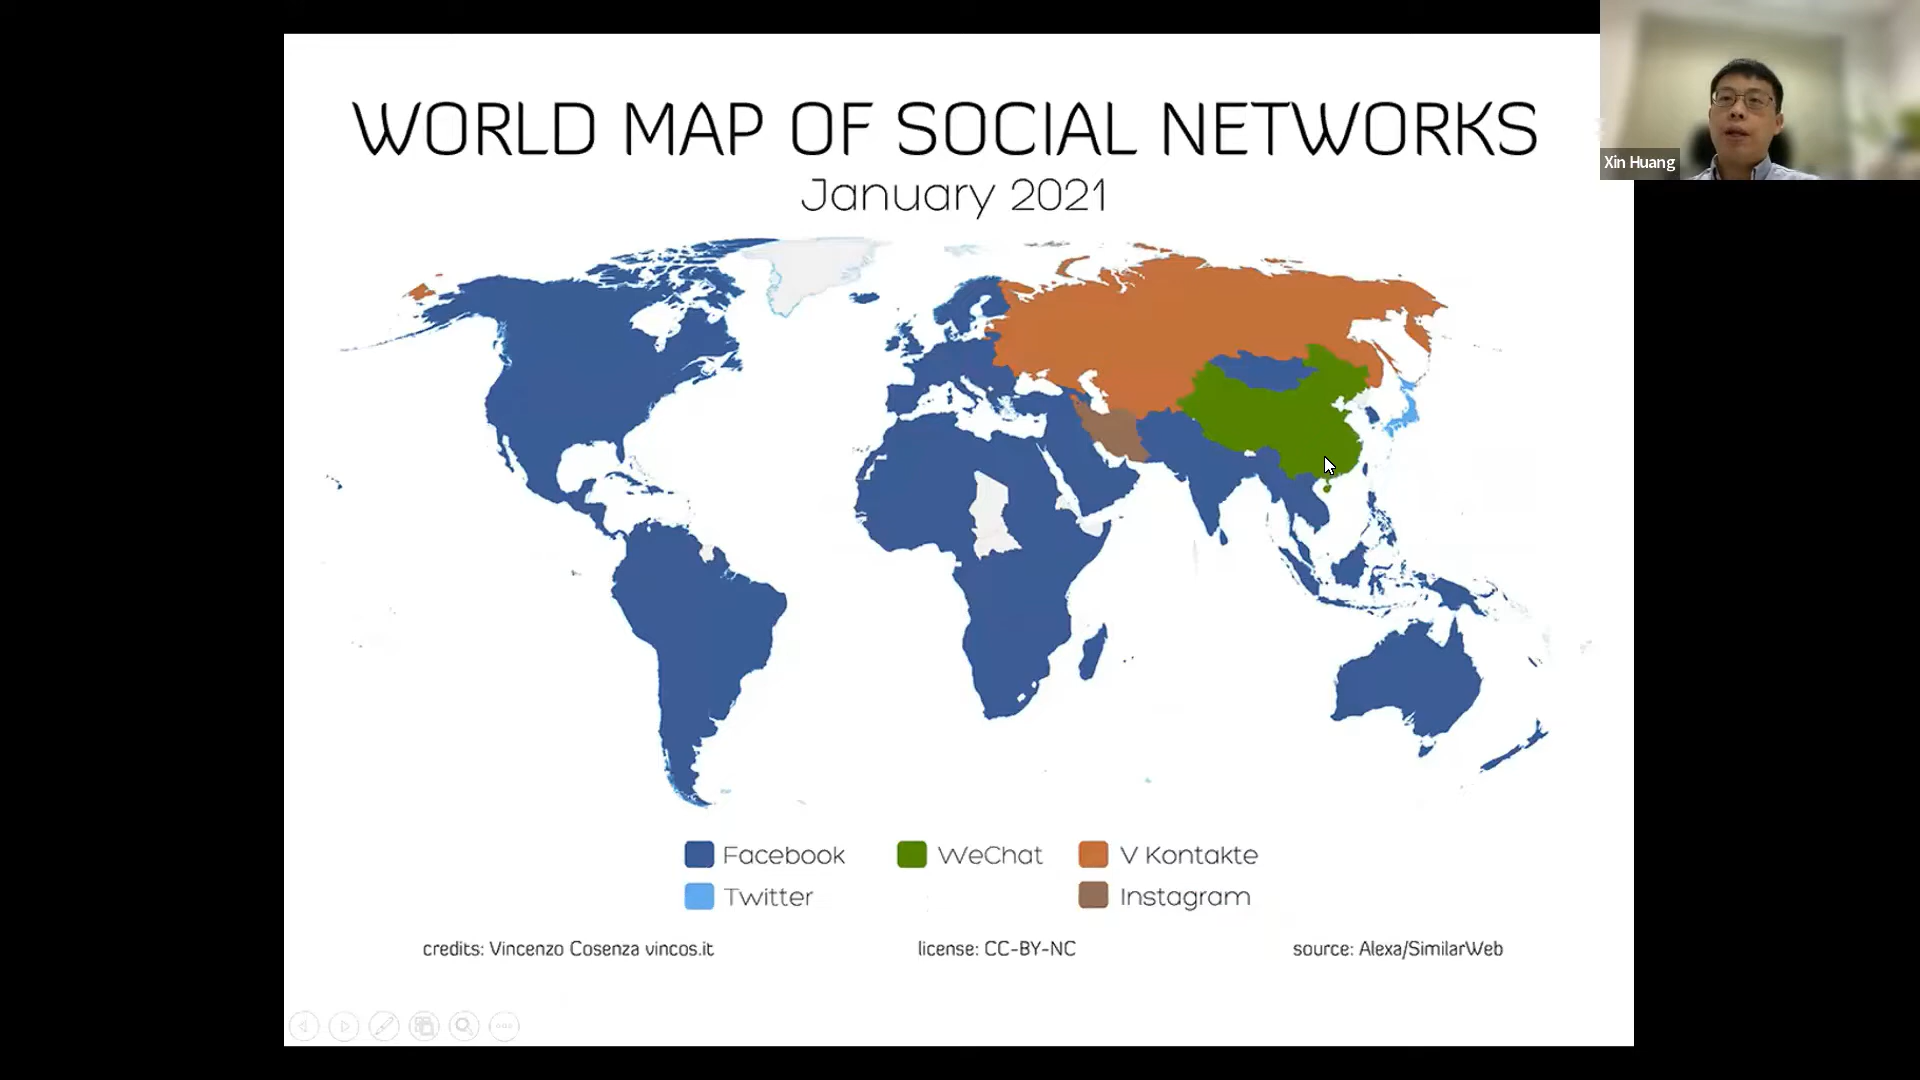 WORLD MAP OF SOCIAL NETWORKS
January 2021
Xin Huang
Facebook
WeChat
V Kontakte
Twitter
Instagram
credits: Vincenzo Cosenza vincos.it
license: CC-BY-NC
source: Alexa/SimilarWeb